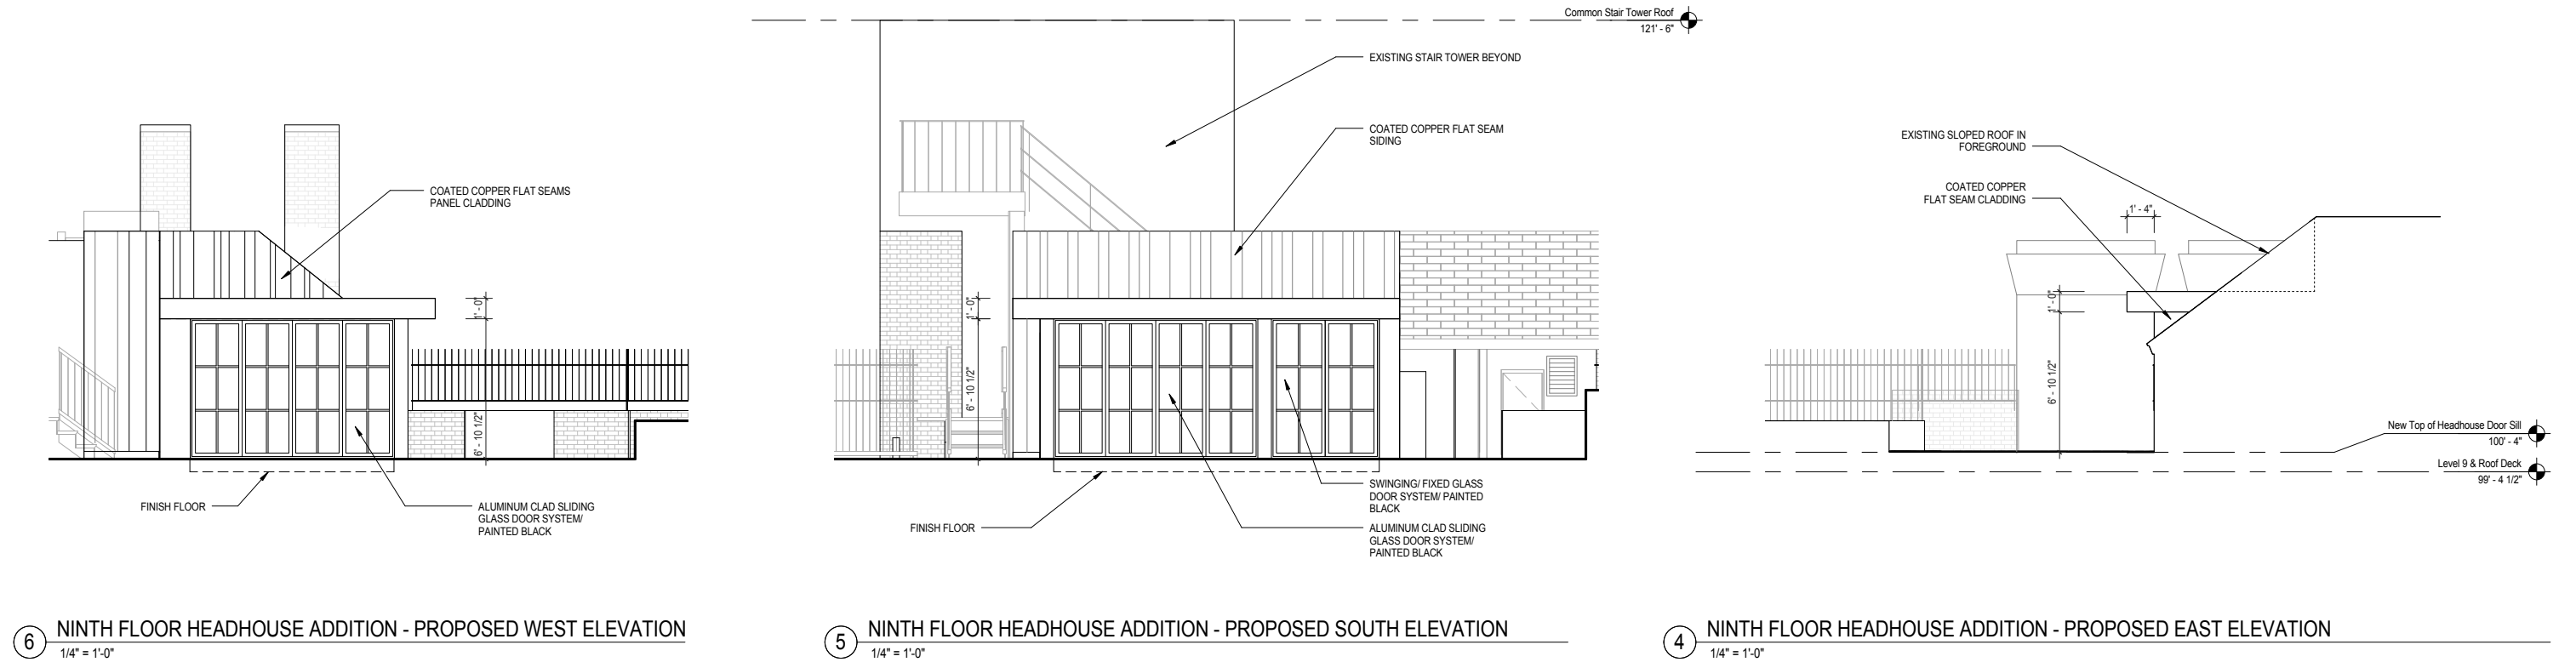 COATED COPPER FLAT SEAMS
PANEL CLADDING
1' - 0"
6' - 10 1/2"
FINISH FLOOR
ALUMINUM CLAD SLIDING
GLASS DOOR SYSTEM/
PAINTED BLACK
6
NINTH FLOOR HEADHOUSE ADDITION - PROPOSED WEST ELEVATION
1/4" = 1'-0"
Common Stair Tower Roof
121' - 6"
EXISTING STAIR TOWER BEYOND
COATED COPPER FLAT SEAM
SIDING
1' - 0"
6' - 10 1/2"
SWINGING/ FIXED GLASS
DOOR SYSTEM/ PAINTED
BLACK
FINISH FLOOR
ALUMINUM CLAD SLIDING
GLASS DOOR SYSTEM/
PAINTED BLACK
5
NINTH FLOOR HEADHOUSE ADDITION - PROPOSED SOUTH ELEVATION
1/4" = 1'-0"
EXISTING SLOPED ROOF IN
FOREGROUND
COATED COPPER
FLAT SEAM CLADDING
1' - 4"
1' - 0"
6' - 10 1/2"
New Top of Headhouse Door Sill
100' - 4"
Level 9 & Roof Deck
99' - 4 1/2"
4
NINTH FLOOR HEADHOUSE ADDITION - PROPOSED EAST ELEVATION
1/4" = 1'-0"